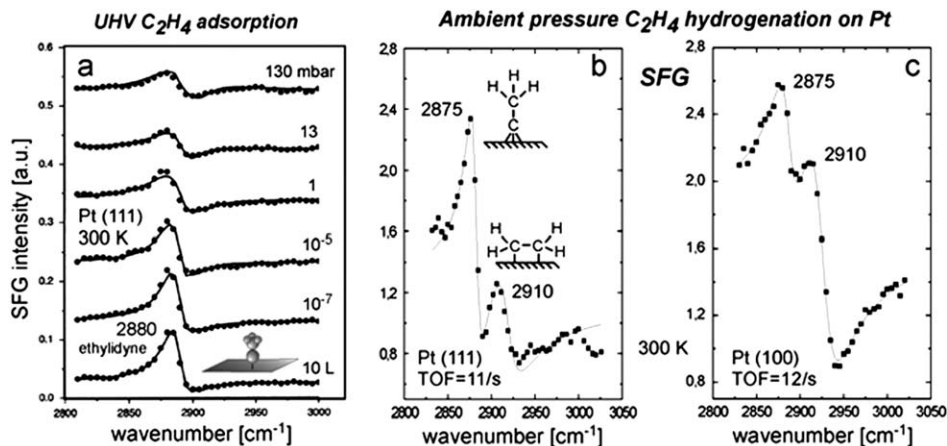 UHV C2H4 adsorption
Ambient pressure C2H4 hydrogenation on Pt
a
130 mbar
13
1
Pt (111)
300 K
10-5
10-7
2880
ethylidyne
10 L
SFG intensity [a.u.]
0.6
0.5
0.4
0.3
0.2
0.1
0.0
2800 2850 2900 2950 3000
wavenumber [cm-1]
b
2875
H
H H
C
C
H H
C C
H H
2910
Pt (111)
TOF=11/s
3.0
2.4
2.0
1.6
1.2
0.8
2800 2850 2900 2950 3000 3050
wavenumber [cm-1]
SFG
300 K
c
2875
2910
Pt (100)
TOF=12/s
3.0
2.6
2.2
1.8
1.3
0.9
2800 2850 2900 2950 3000 3050
wavenumber [cm-1]